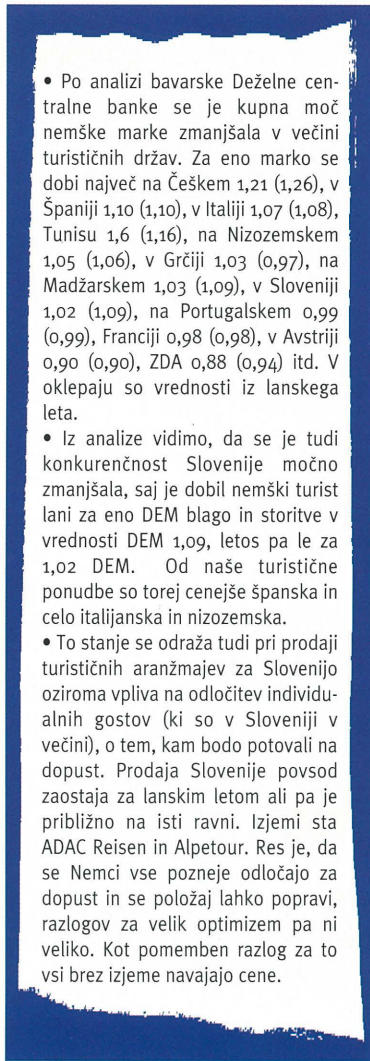 • Po analizi bavarske Deželne cen-
tralne banke se je kupna moč
nemške marke zmanjšala v večini
turističnih držav. Za eno marko se
dobi največ na Češkem 1,21 (1,26), v
Španiji 1,10 (1,10), v Italiji 1,07 (1,08),
Tunisu 1,6 (1,16), na Nizozemskem
1,05 (1,06), v Grčiji 1,03 (0,97), na
Madžarskem 1,03 (1,09), v Sloveniji
1,02 (1,09), na Portugalskem 0,99
(0,99), Franciji 0,98 (0,98), v Avstriji
0,90 (0,90), ZDA 0,88 (0,94) itd. V
oklepaju so vrednosti iz lanskega
leta.
• Iz analize vidimo, da se je tudi
konkurenčnost Slovenije močno
zmanjšala, saj je dobil nemški turist
lani za eno DEM blago in storitve v
vrednosti DEM 1,09, letos pa le za
1,02 DEM. Od naše turistične
ponudbe so torej cenejše španska in
celo italijanska in nizozemska.
• To stanje se odraža tudi pri prodaji
turističnih aranžmajev za Slovenijo
oziroma vpliva na odločitev individu-
alnih gostov (ki so v Sloveniji v
večini), o tem, kam bodo potovali na
dopust. Prodaja Slovenije povsod
zaostaja za lanskim letom ali pa je
približno na isti ravni. Izjemi sta
ADAC Reisen in Alpetour. Res je, da
se Nemci vse pozneje odločajo za
dopust in se položaj lahko popravi,
razlogov za velik optimizem pa ni
veliko. Kot pomemben razlog za to
vsi brez izjeme navajajo cene.